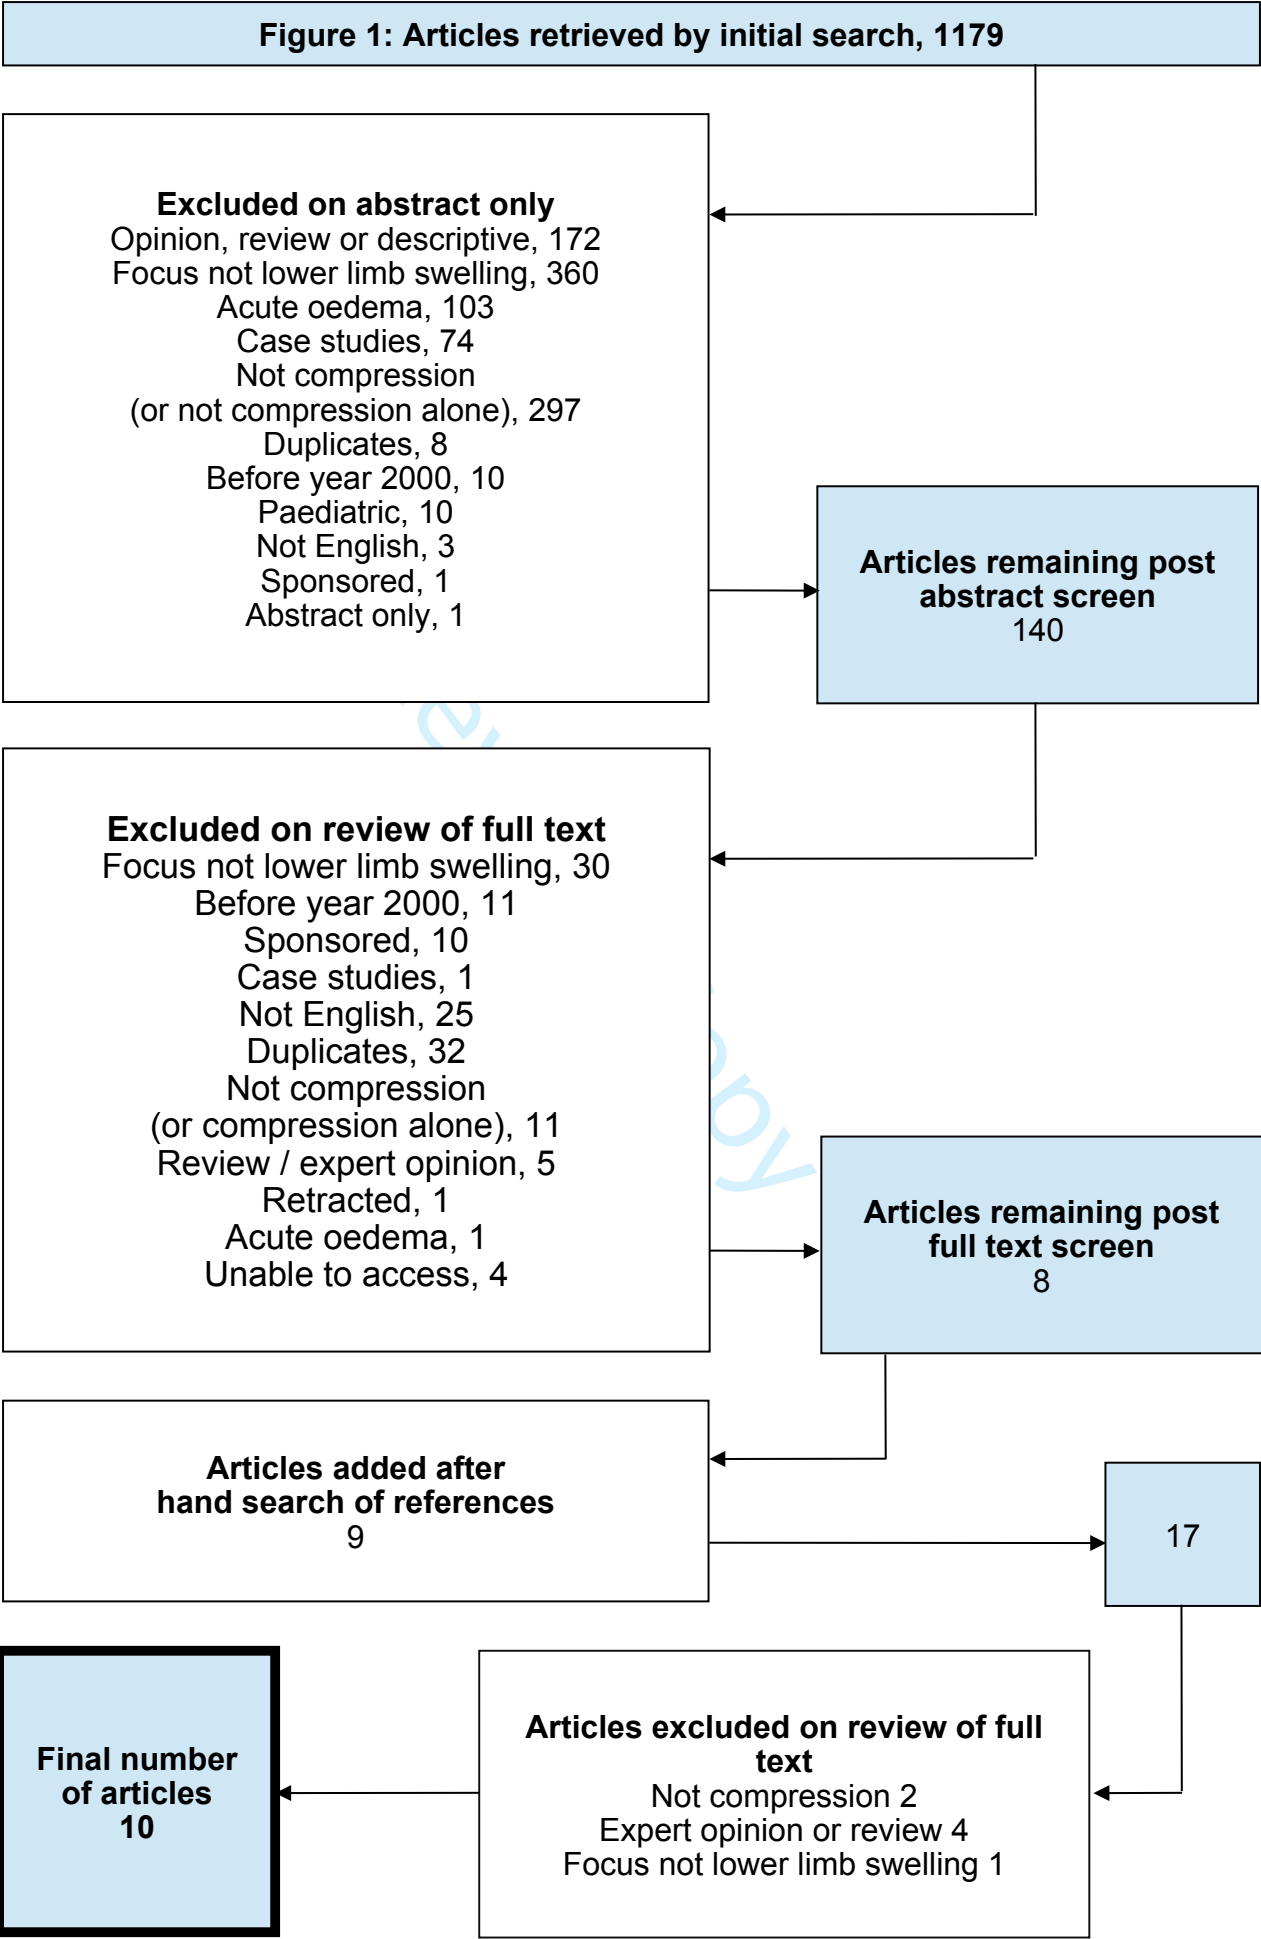 Figure 1: Articles retrieved by initial search, 1179
Excluded on abstract only
Opinion, review or descriptive, 172
Focus not lower limb swelling, 360
Acute oedema, 103
Case studies, 74
Not compression
(or not compression alone), 297
Duplicates, 8
Before year 2000, 10
Paediatric, 10
Not English, 3
Sponsored, 1
Abstract only, 1
Articles remaining post
abstract screen
140
Excluded on review of full text
Focus not lower limb swelling, 30
Before year 2000, 11
Sponsored, 10
Case studies, 1
Not English, 25
Duplicates, 32
Not compression
(or compression alone), 11
Review / expert opinion, 5
Retracted, 1
Acute oedema, 1
Unable to access, 4
Articles remaining post
full text screen
8
Articles added after
hand search of references
9
17
Articles excluded on review of full
text
Not compression 2
Expert opinion or review 4
Focus not lower limb swelling 1
Final number
of articles
10